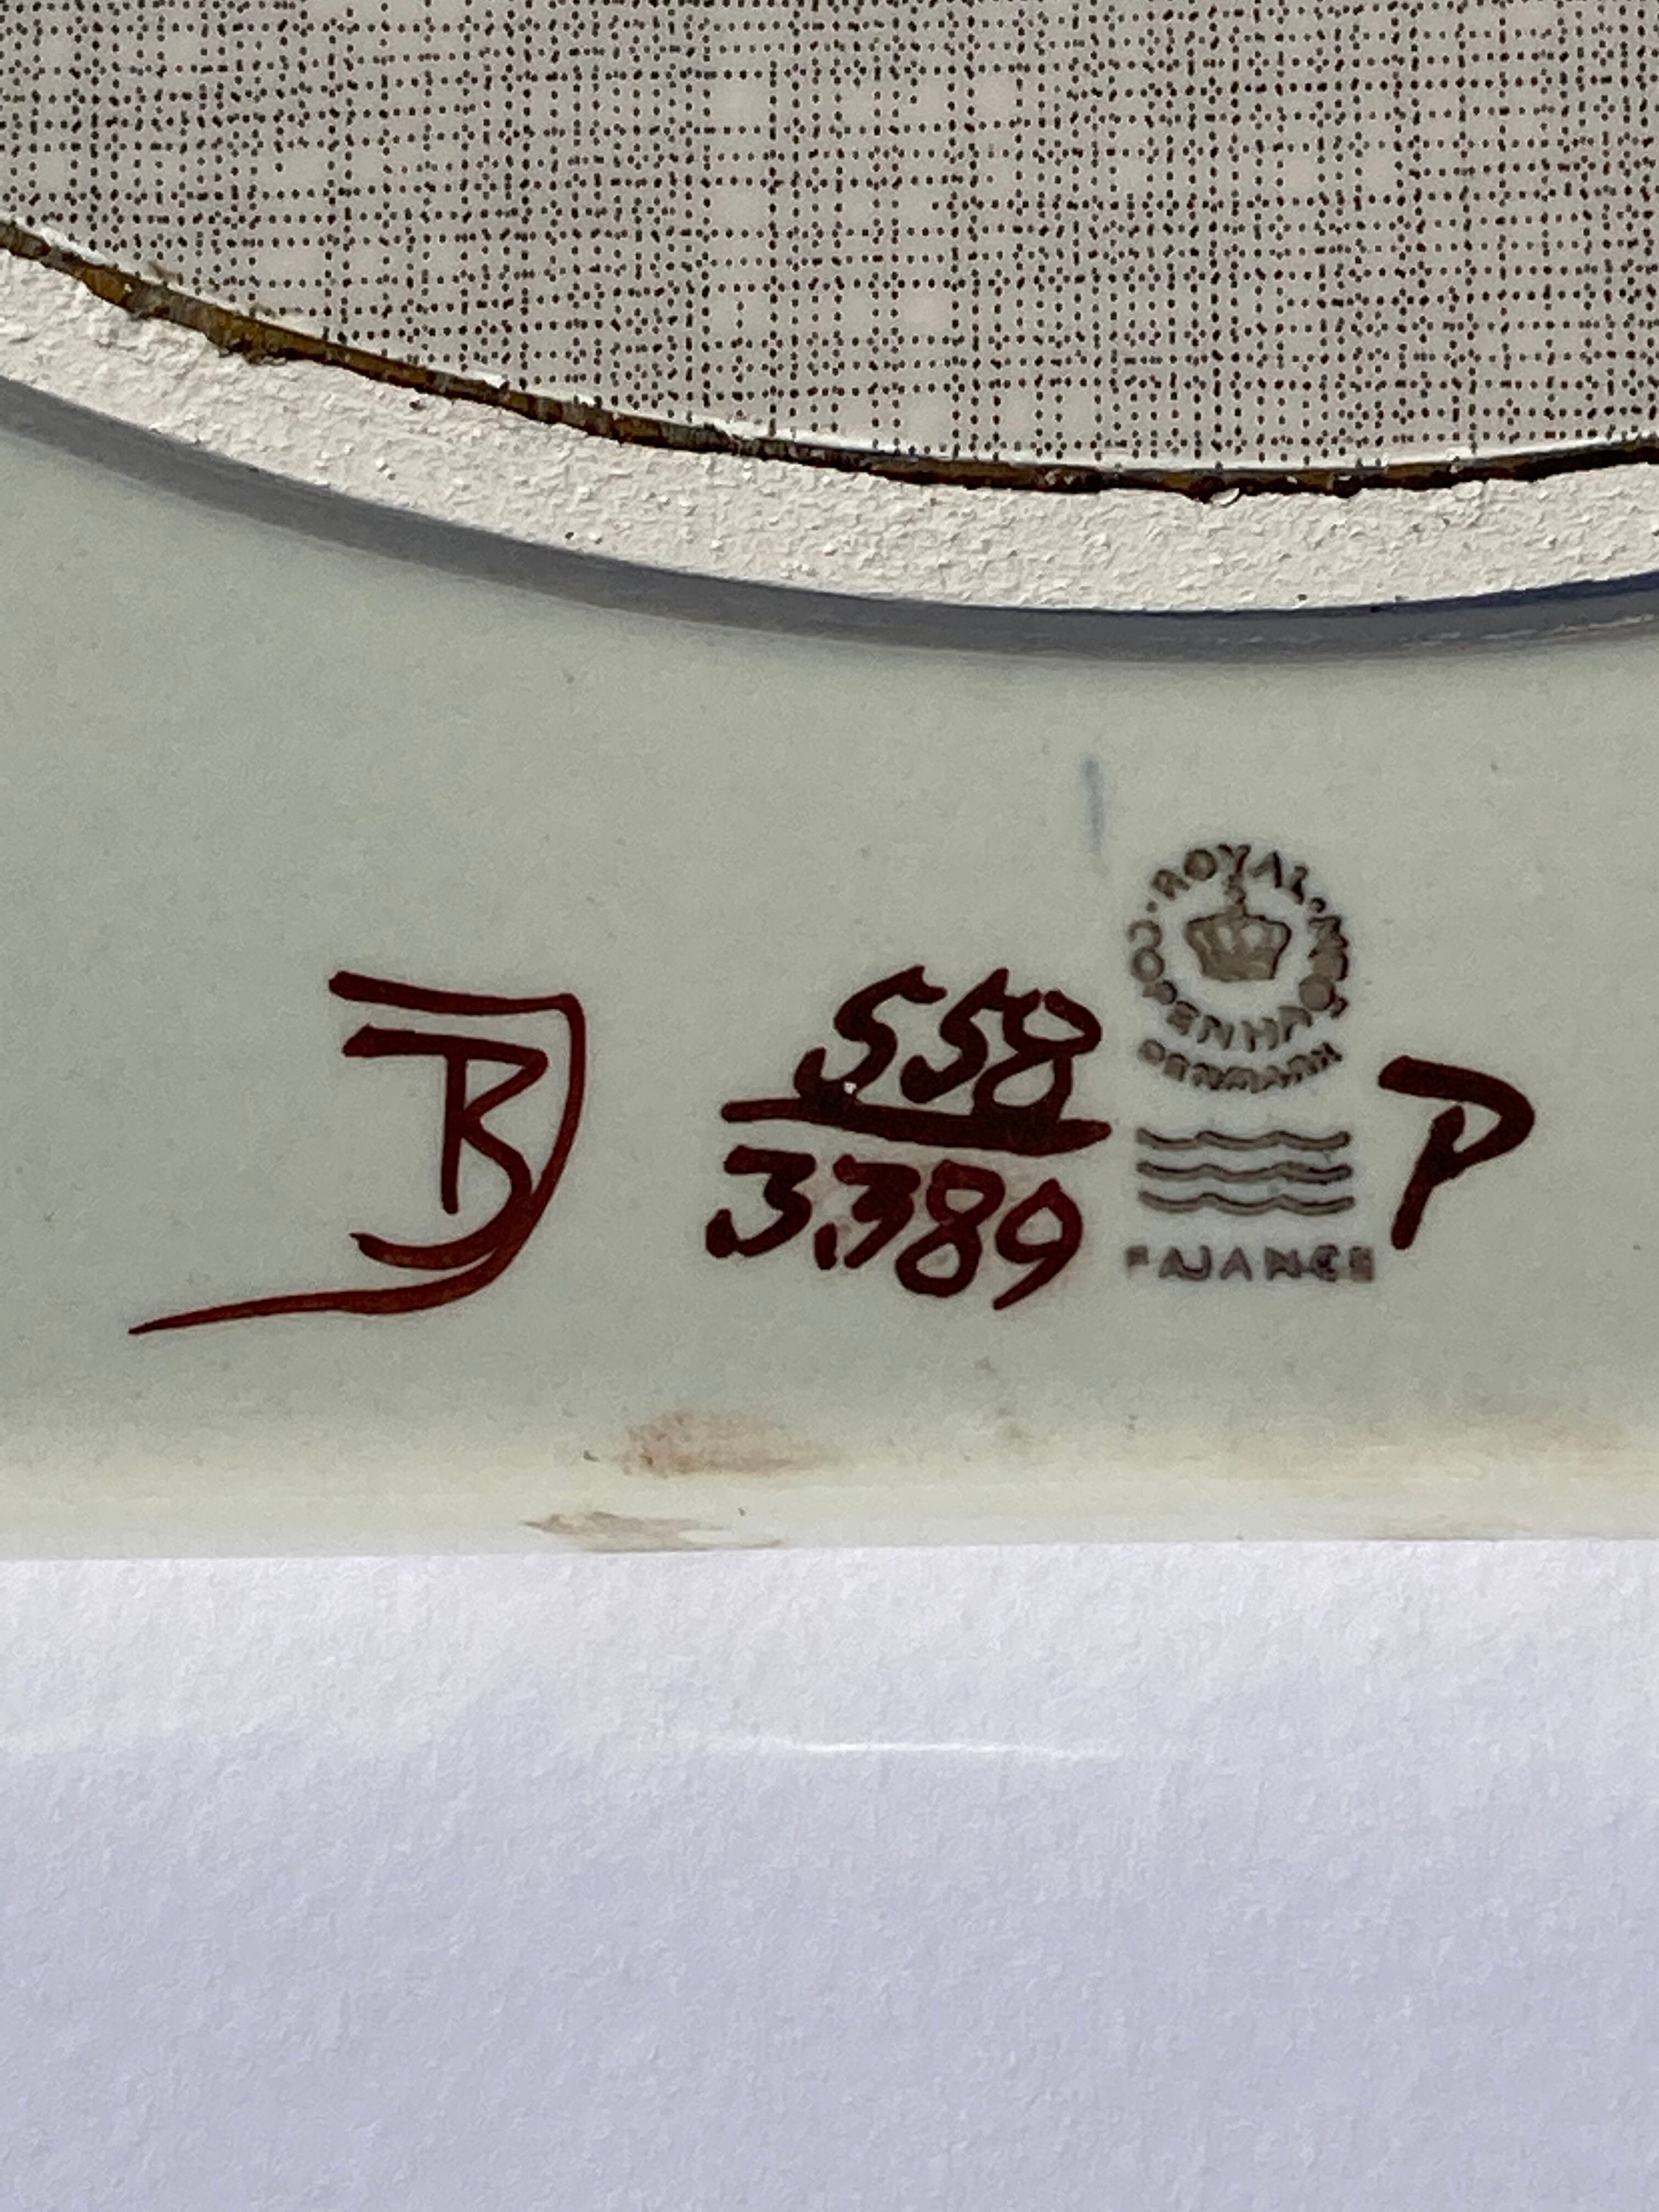 ROYAL COPENHAGEN
DENMARK
558
3389
P
FAJANCE